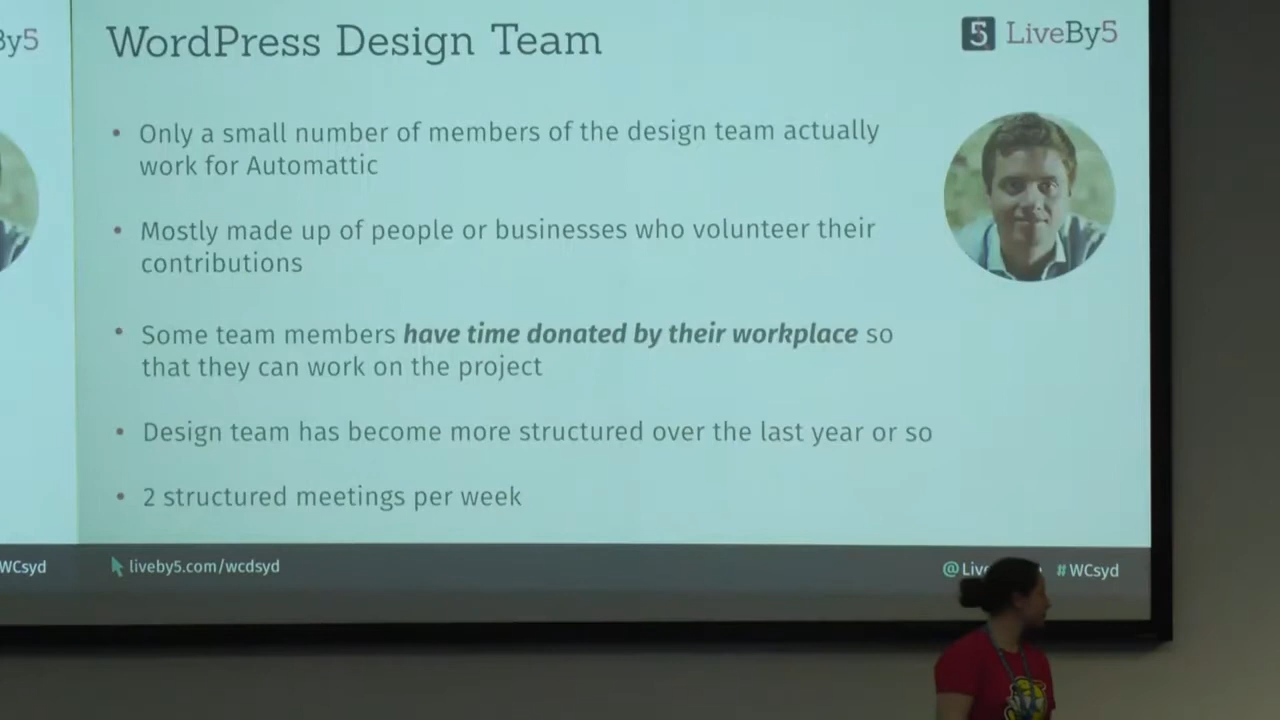 By5
WordPress Design Team
5 LiveBy5
• Only a small number of members of the design team actually
work for Automattic
• Mostly made up of people or businesses who volunteer their
contributions
• Some team members have time donated by their workplace so
that they can work on the project
• Design team has become more structured over the last year or so
• 2 structured meetings per week
WCsyd
liveby5.com/wcdsyd
@Liv
#WCsyd